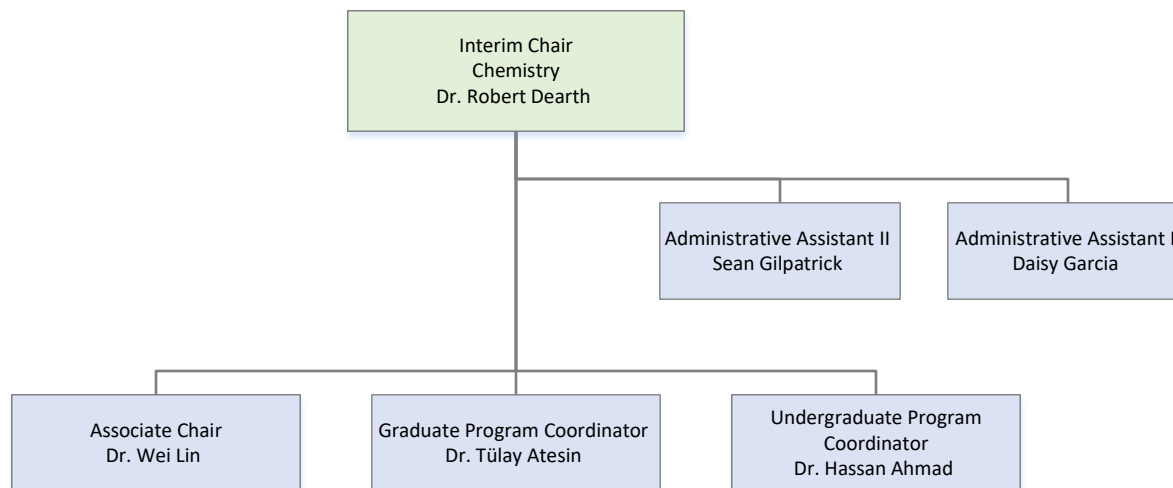 Interim Chair
Chemistry
Dr. Robert Dearth
Administrative Assistant II
Sean Gilpatrick
Administrative Assistant I
Daisy Garcia
Associate Chair
Dr. Wei Lin
Graduate Program Coordinator
Dr. Tülay Atesin
Undergraduate Program
Coordinator
Dr. Hassan Ahmad